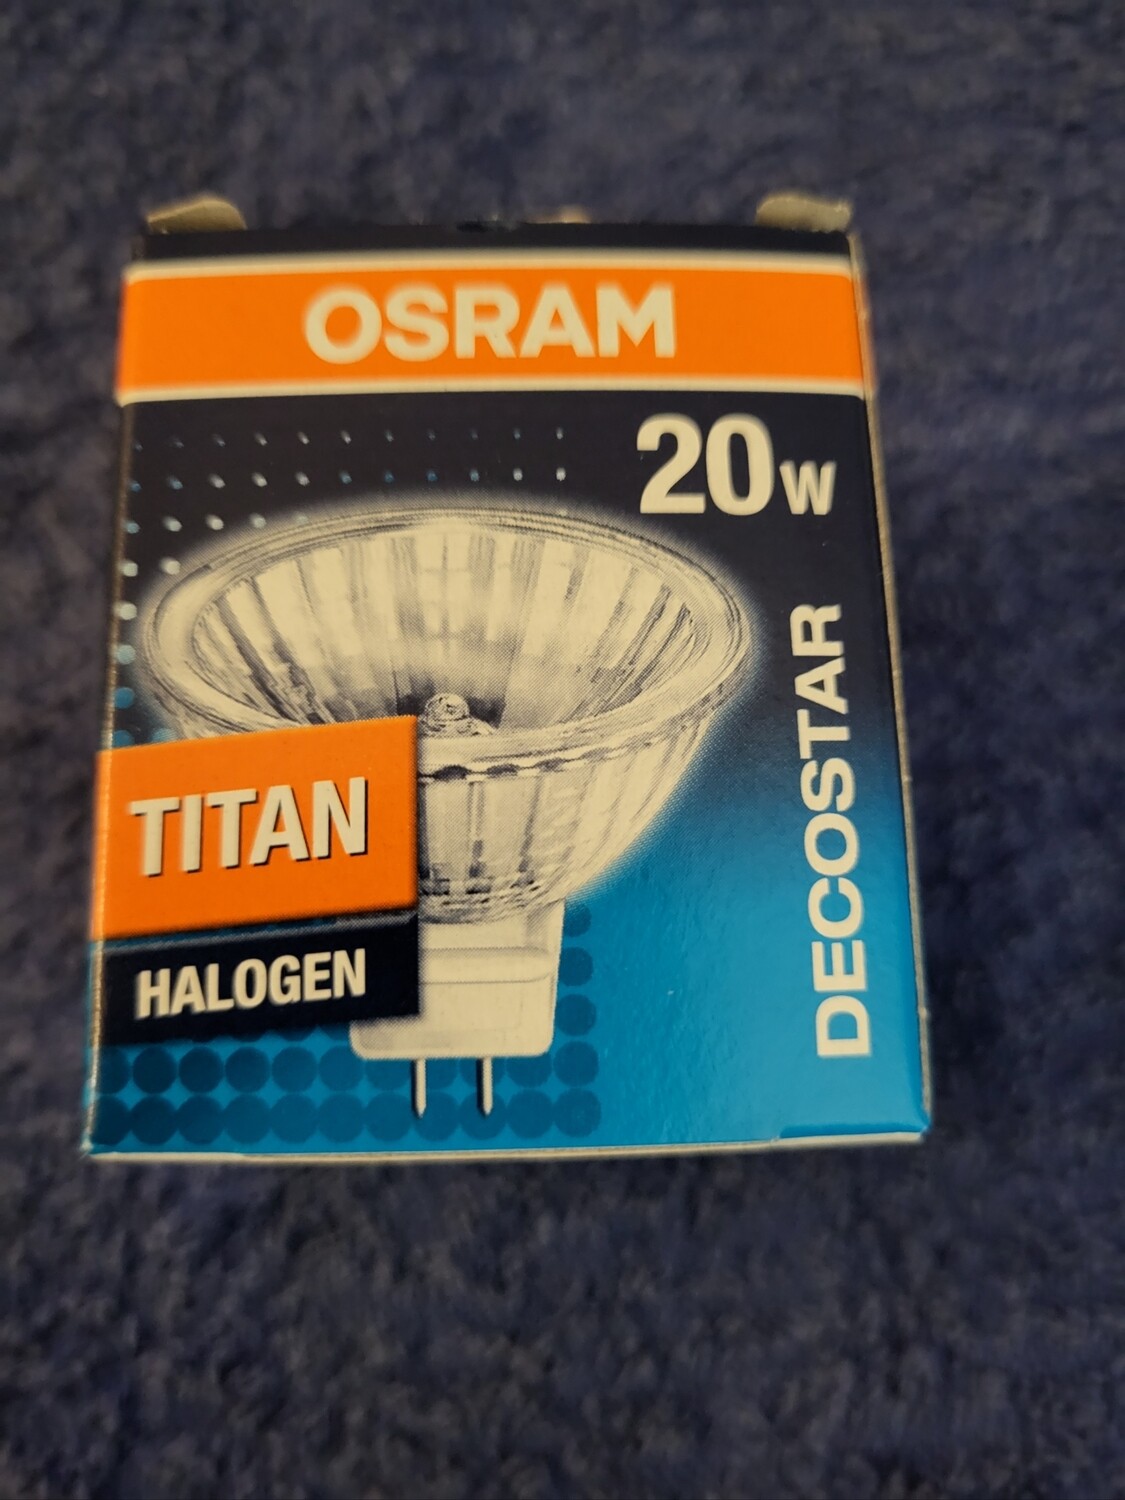 OSRAM
20W
DECOSTAR
TITAN
HALOGEN